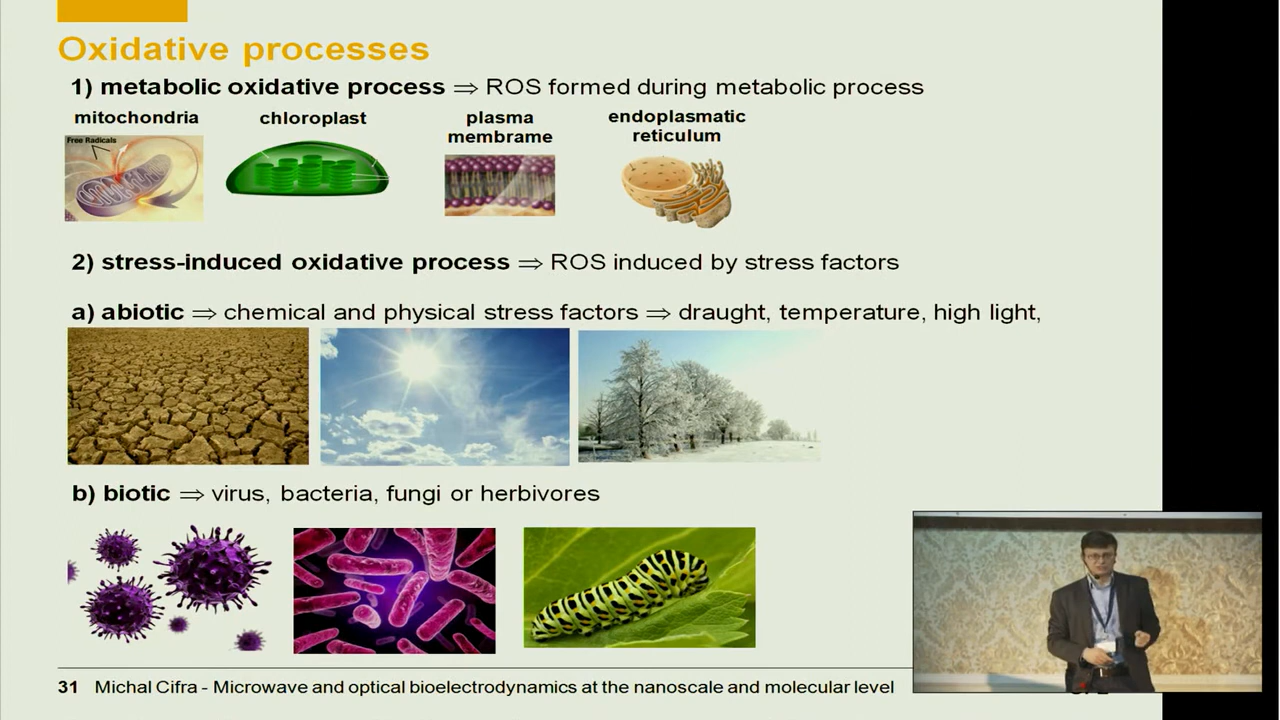 Oxidative processes
1) metabolic oxidative process ⇒ ROS formed during metabolic process
mitochondria
chloroplast
plasma
membrame
endoplasmatic
reticulum
Free Radicals
2) stress-induced oxidative process ⇒ ROS induced by stress factors
a) abiotic ⇒ chemical and physical stress factors ⇒ draught, temperature, high light,
b) biotic ⇒ virus, bacteria, fungi or herbivores
31 Michal Cifra - Microwave and optical bioelectrodynamics at the nanoscale and molecular level